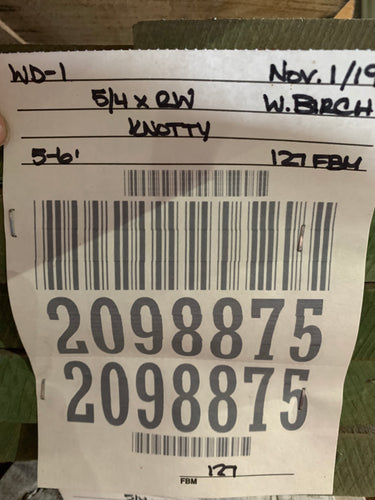 WD-1 Nov. 1/19
5/4 x RW W. BIRCH
KNOTTY
5-6' 127 FBM
2098875
2098875
127
FBM